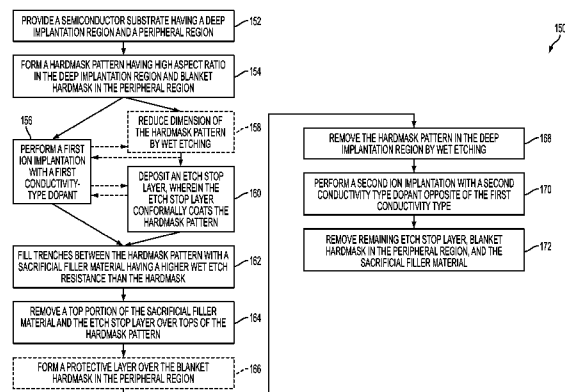 150
PROVIDE A SEMICONDUCTOR SUBSTRATE HAVING A DEEP
IMPLANTATION REGION AND A PERIPHERAL REGION
152
FORM A HARDMASK PATTERN HAVING HIGH ASPECT RATIO
IN THE DEEP IMPLANTATION REGION AND BLANKET
HARDMASK IN THE PERIPHERAL REGION
154
156
PERFORM A FIRST
ION IMPLANTATION
WITH A FIRST
CONDUCTIVITY-
TYPE DOPANT
REDUCE DIMENSION
OF THE HARDMASK
PATTERN BY WET
ETCHING
158
DEPOSIT AN ETCH STOP
LAYER, WHEREIN THE
ETCH STOP LAYER
CONFORMALLY COATS THE
HARDMASK PATTERN
160
FILL TRENCHES BETWEEN THE HARDMASK PATTERN WITH A
SACRIFICIAL FILLER MATERIAL HAVING A HIGHER WET ETCH
RESISTANCE THAN THE HARDMASK
162
REMOVE A TOP PORTION OF THE SACRIFICIAL FILLER
MATERIAL AND THE ETCH STOP LAYER OVER TOPS OF THE
HARDMASK PATTERN
164
FORM A PROTECTIVE LAYER OVER THE BLANKET
HARDMASK IN THE PERIPHERAL REGION
166
REMOVE THE HARDMASK PATTERN IN THE DEEP
IMPLANTATION REGION BY WET ETCHING
168
PERFORM A SECOND ION IMPLANTATION WITH A SECOND
CONDUCTIVITY TYPE DOPANT OPPOSITE OF THE FIRST
CONDUCTIVITY TYPE
170
REMOVE REMAINING ETCH STOP LAYER, BLANKET
HARDMASK IN THE PERIPHERAL REGION, AND THE
SACRIFICIAL FILLER MATERIAL
172